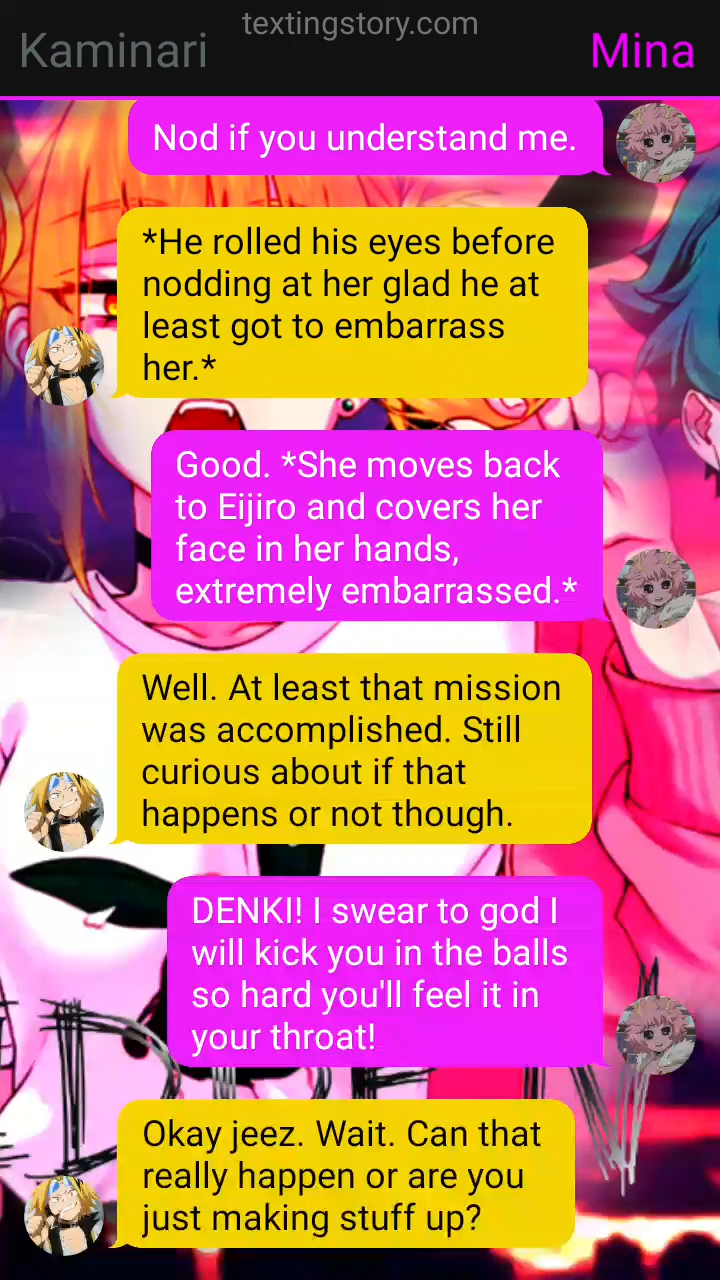 textingstory.com
Kaminari
Mina
Nod if you understand me.
*He rolled his eyes before
nodding at her glad he at
least got to embarrass
her.*
Good. *She moves back
to Eijiro and covers her
face in her hands,
extremely embarrassed.*
Well. At least that mission
was accomplished. Still
curious about if that
happens or not though.
DENKI! I swear to god I
will kick you in the balls
so hard you'll feel it in
your throat!
Okay jeez. Wait. Can that
really happen or are you
just making stuff up?